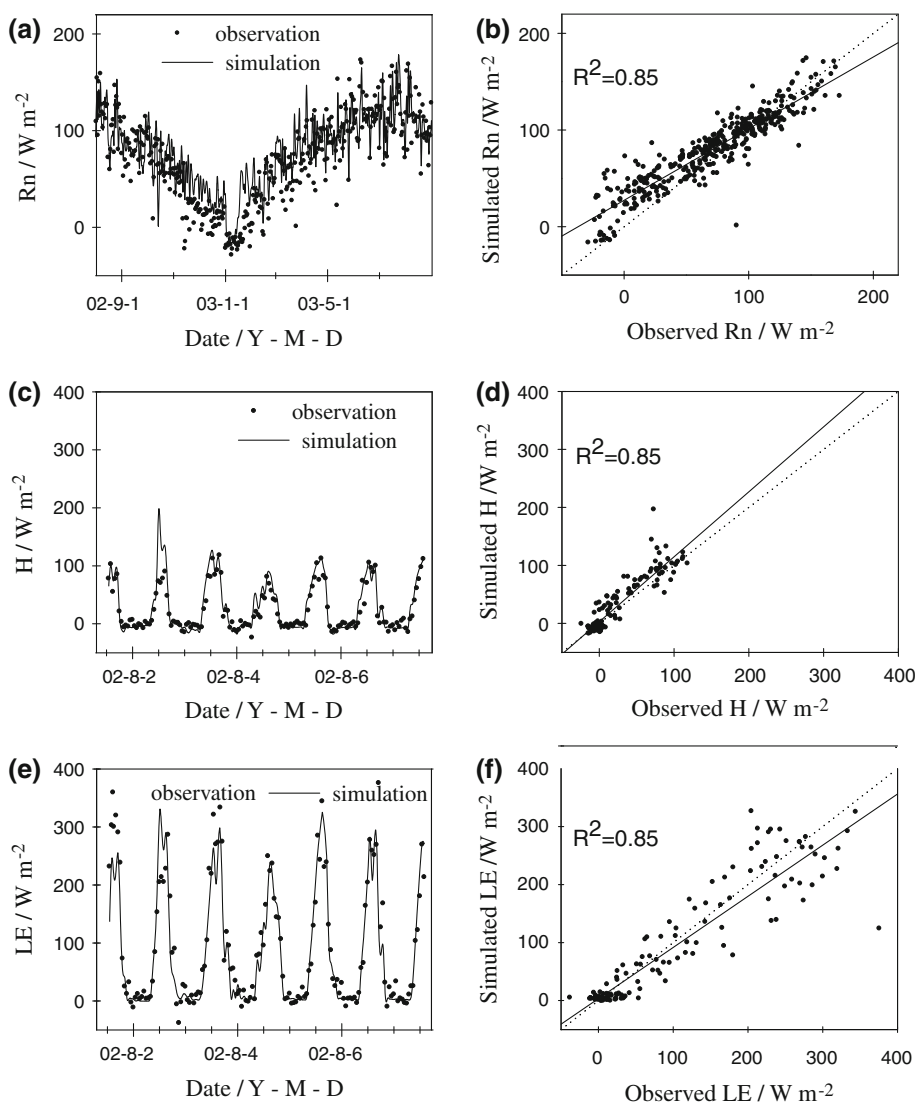 (a)
observation
simulation
200
100
0
Rn / W m-2
02-9-1 03-1-1 03-5-1
Date / Y - M - D
(b)
R2=0.85
200
100
0
Simulated Rn /W m-2
0 100 200
Observed Rn / W m-2
(c)
observation
simulation
400
300
200
100
0
H / W m-2
02-8-2 02-8-4 02-8-6
Date / Y - M - D
(d)
R2=0.85
400
300
200
100
0
Simulated H /W m-2
0 100 200 300 400
Observed H / W m-2
(e)
observation simulation
400
300
200
100
0
LE / W m-2
02-8-2 02-8-4 02-8-6
Date / Y - M - D
(f)
R2=0.85
400
300
200
100
0
Simulated LE /W m-2
0 100 200 300 400
Observed LE / W m-2